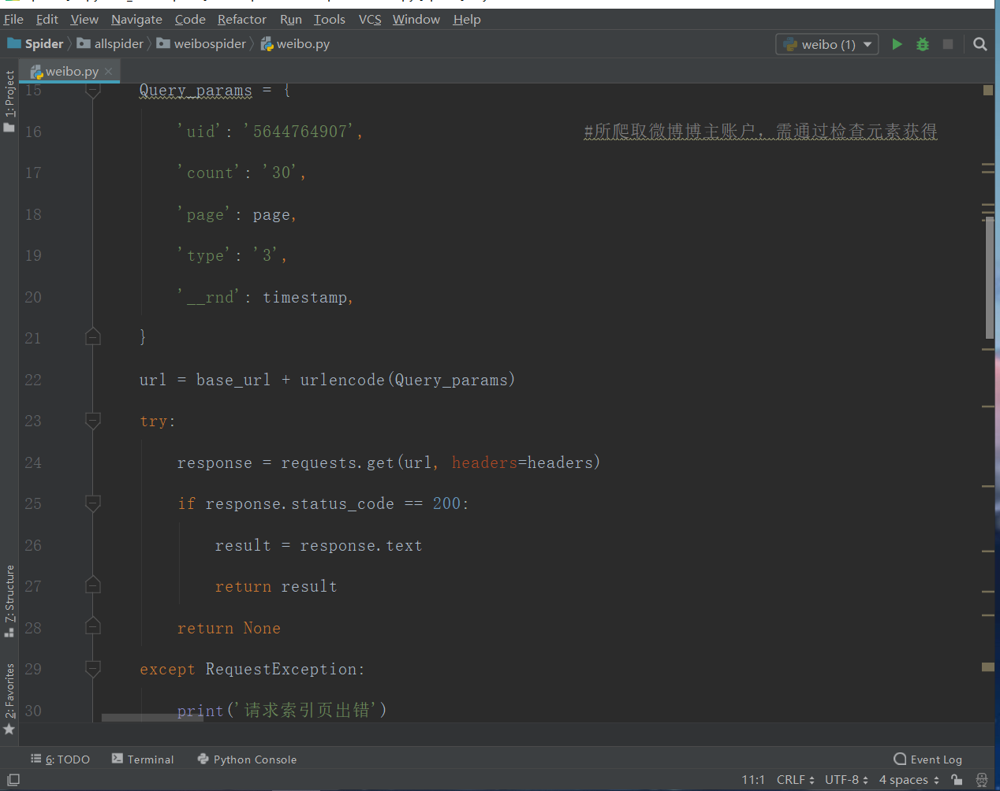 File Edit View Navigate Code Refactor Run Tools VCS Window Help
Spider allspider weibospider weibo.py weibo (1)
weibo.py
1: Project
7: Structure
2: Favorites
15 Query_params = {
16 'uid': '5644764907', #所爬取微博博主账户，需通过检查元素获得
17 'count': '30',
18 'page': page,
19 'type': '3',
20 '__rnd': timestamp,
21 }
22 url = base_url + urlencode(Query_params)
23 try:
24 response = requests.get(url, headers=headers)
25 if response.status_code == 200:
26 result = response.text
27 return result
28 return None
29 except RequestException:
30 print('请求索引页出错')
6: TODO Terminal Python Console Event Log
11:1 CRLF UTF-8 4 spaces